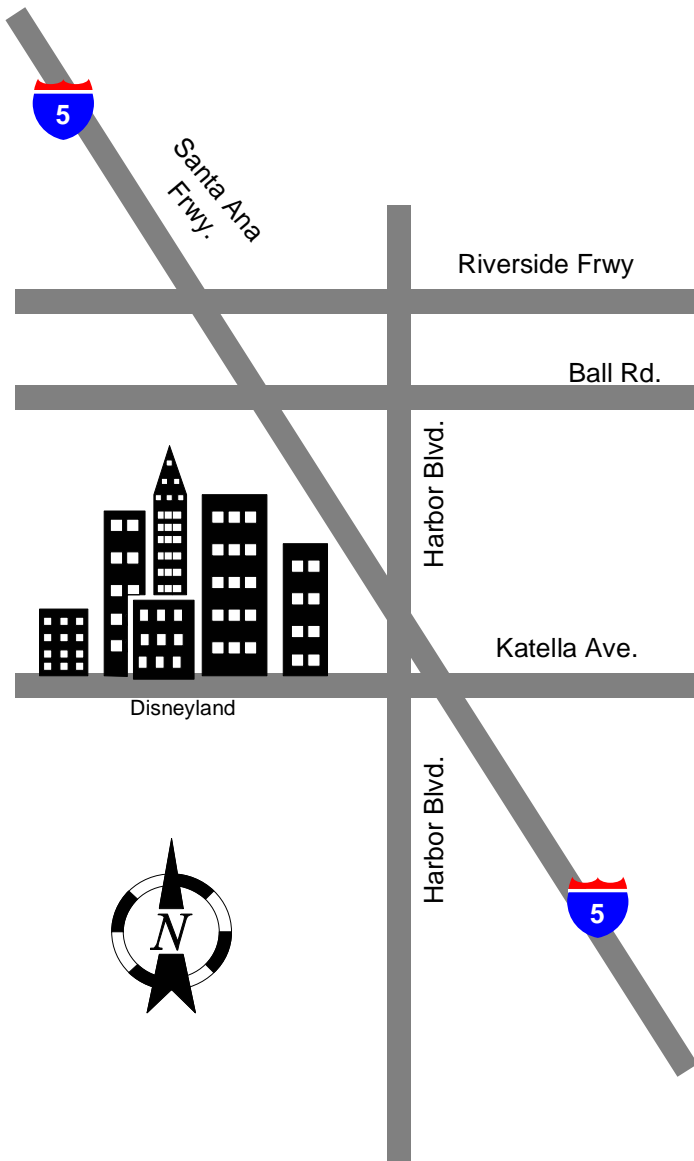 5
Santa Ana
Frwy.
Riverside Frwy
Ball Rd.
Harbor Blvd.
Katella Ave.
Disneyland
Harbor Blvd.
5
N